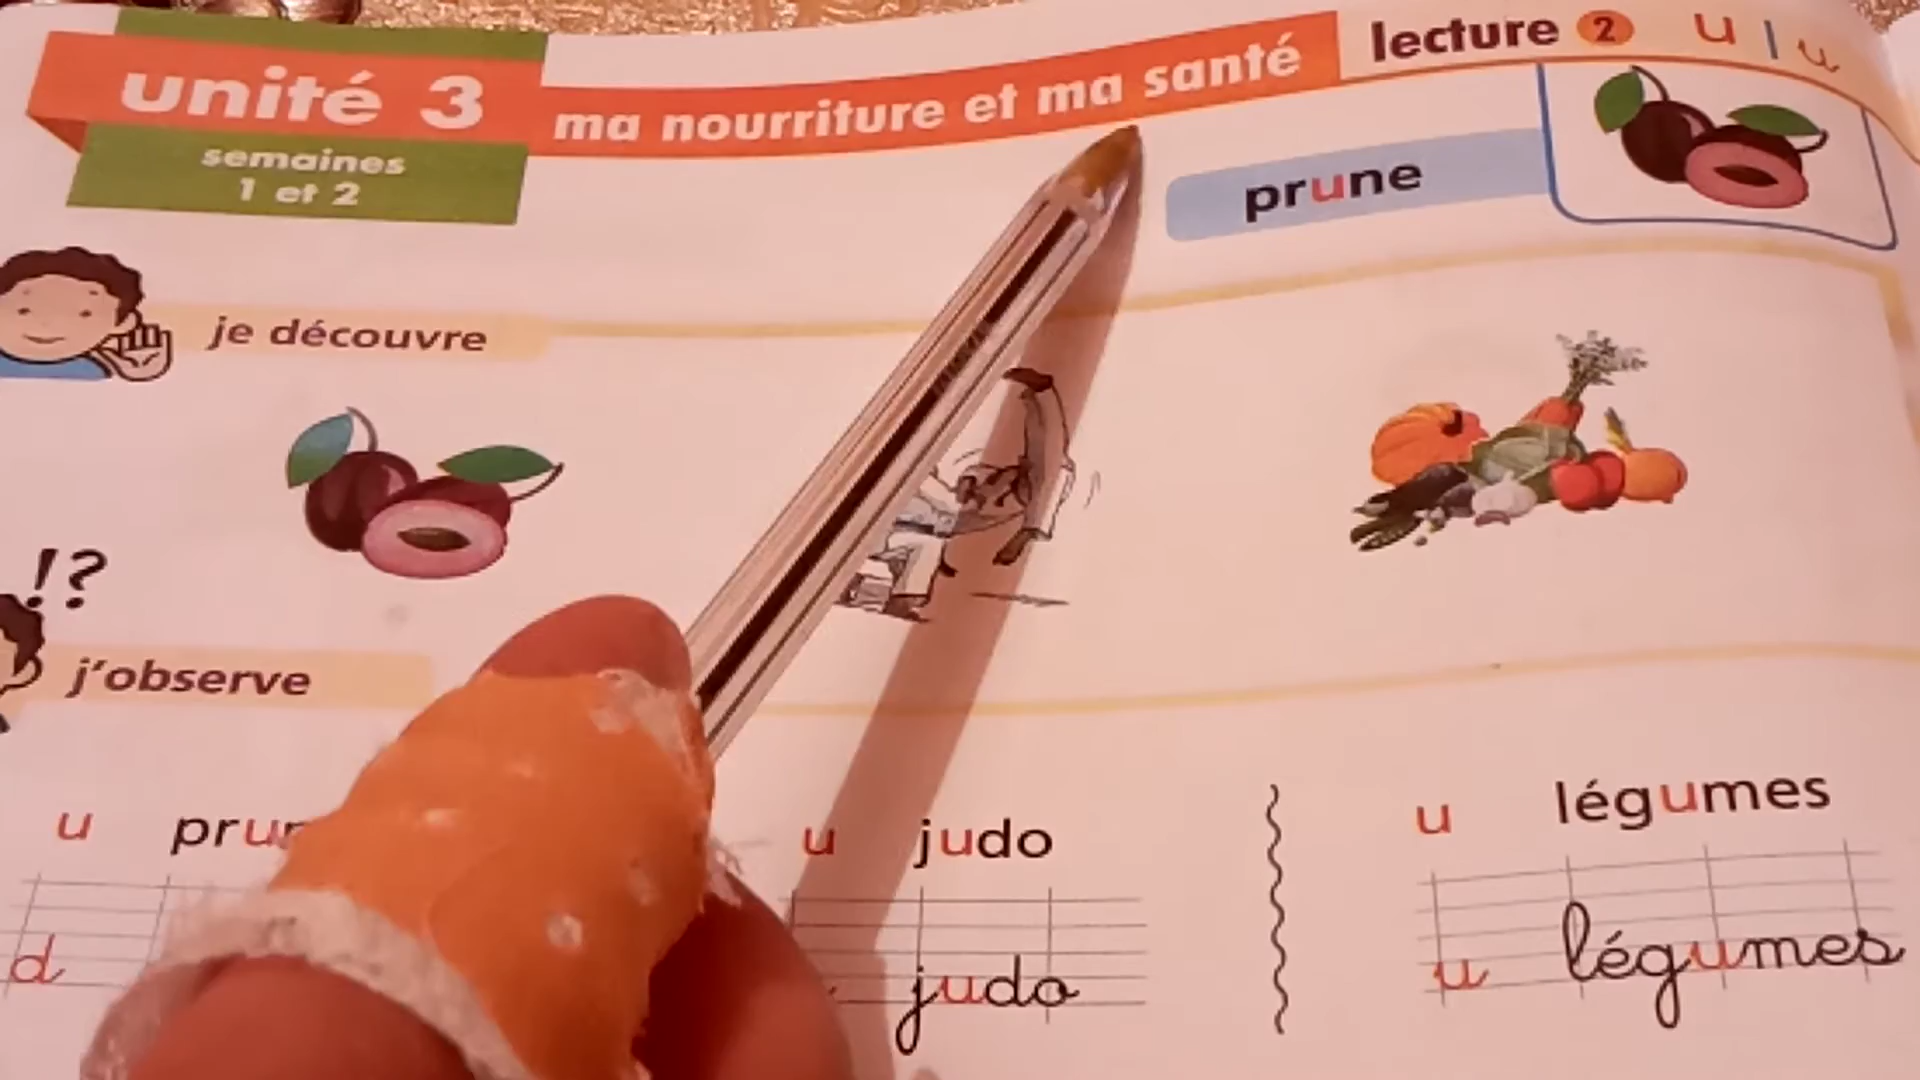 unité 3
semaines
1 et 2
ma nourriture et ma santé
lecture 2 u u
prune
je découvre
!?
j'observe
u
u judo
u légumes
d
judo
u légumes